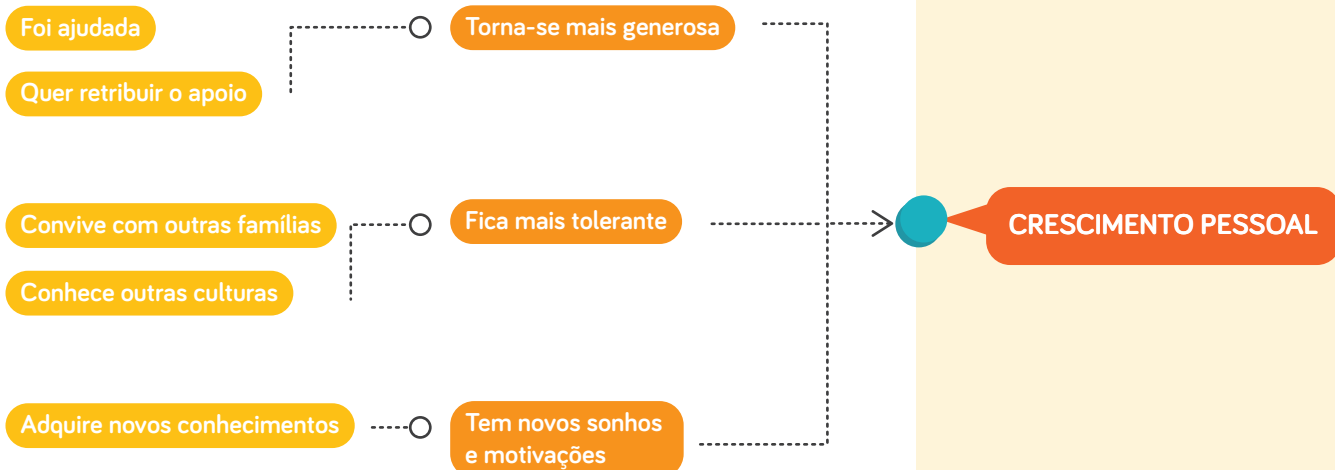 Foi ajudada
Quer retribuir o apoio
Torna-se mais generosa
Convive com outras famílias
Conhece outras culturas
Fica mais tolerante
Adquire novos conhecimentos
Tem novos sonhos
e motivações
CRESCIMENTO PESSOAL